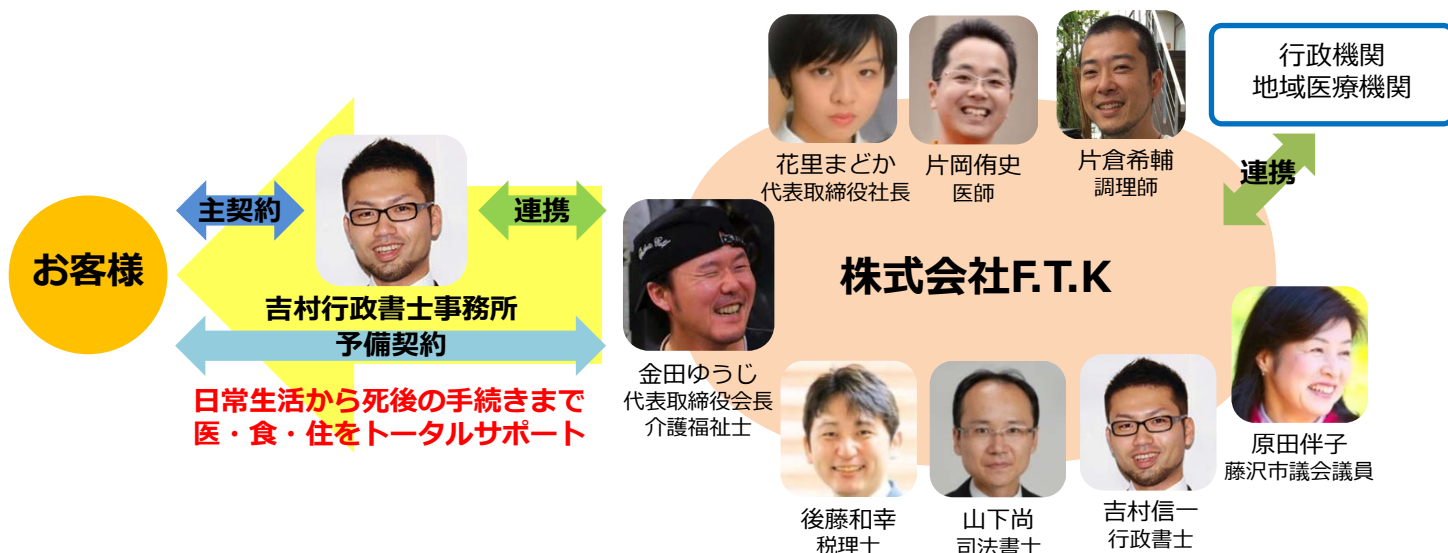 お客様
主契約
連携
吉村行政書士事務所
予備契約
日常生活から死後の手続きまで
医・食・住をトータルサポート
花里まどか
代表取締役社長
片岡侑史
医師
片倉希輔
調理師
行政機関
地域医療機関
連携
株式会社F.T.K
金田ゆうじ
代表取締役会長
介護福祉士
後藤和幸
税理士
山下尚
司法書士
吉村信一
行政書士
原田伴子
藤沢市議会議員